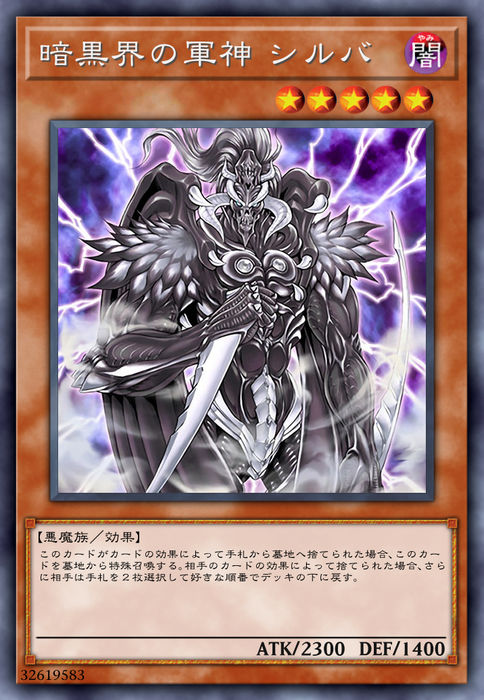 暗黒界の軍神 シルバ
やみ
闇
【悪魔族／効果】
このカードがカードの効果によって手札から墓地へ捨てられた場合、このカー
ドを墓地から特殊召喚する。相手のカードの効果によって捨てられた場合、さら
に相手は手札を２枚選択して好きな順番でデッキの下に戻す。
ATK/2300 DEF/1400
32619583